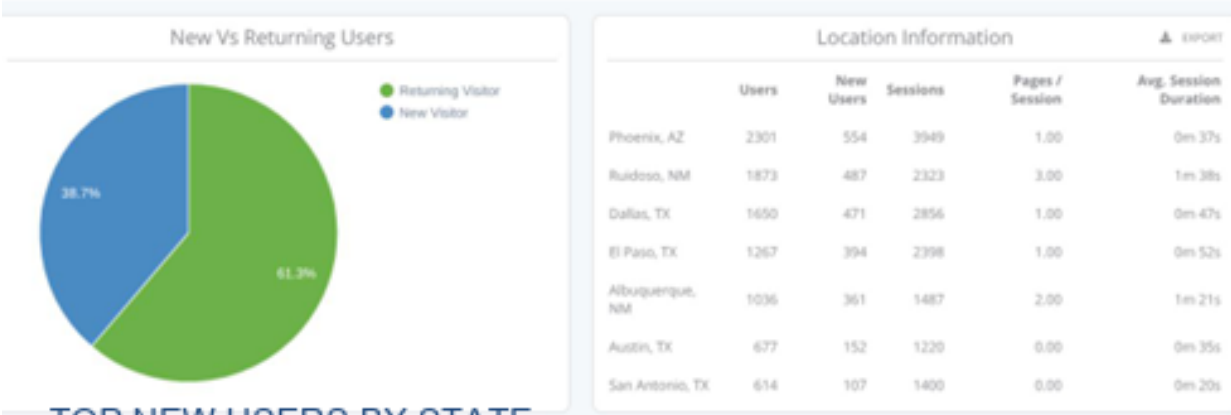 New Vs Returning Users
Returning Visitor
New Visitor
38.7%
61.3%
TOP NEW USERS BY STATE
Location Information
EXPORT
Users New Users Sessions Pages / Session Avg. Session Duration
Phoenix, AZ 2301 554 3949 1.00 0m 37s
Ruidoso, NM 1873 487 2323 3.00 1m 38s
Dallas, TX 1650 471 2856 1.00 0m 47s
El Paso, TX 1267 394 2398 1.00 0m 52s
Albuquerque, NM 1036 361 1487 2.00 1m 21s
Austin, TX 677 152 1220 0.00 0m 35s
San Antonio, TX 614 107 1400 0.00 0m 20s